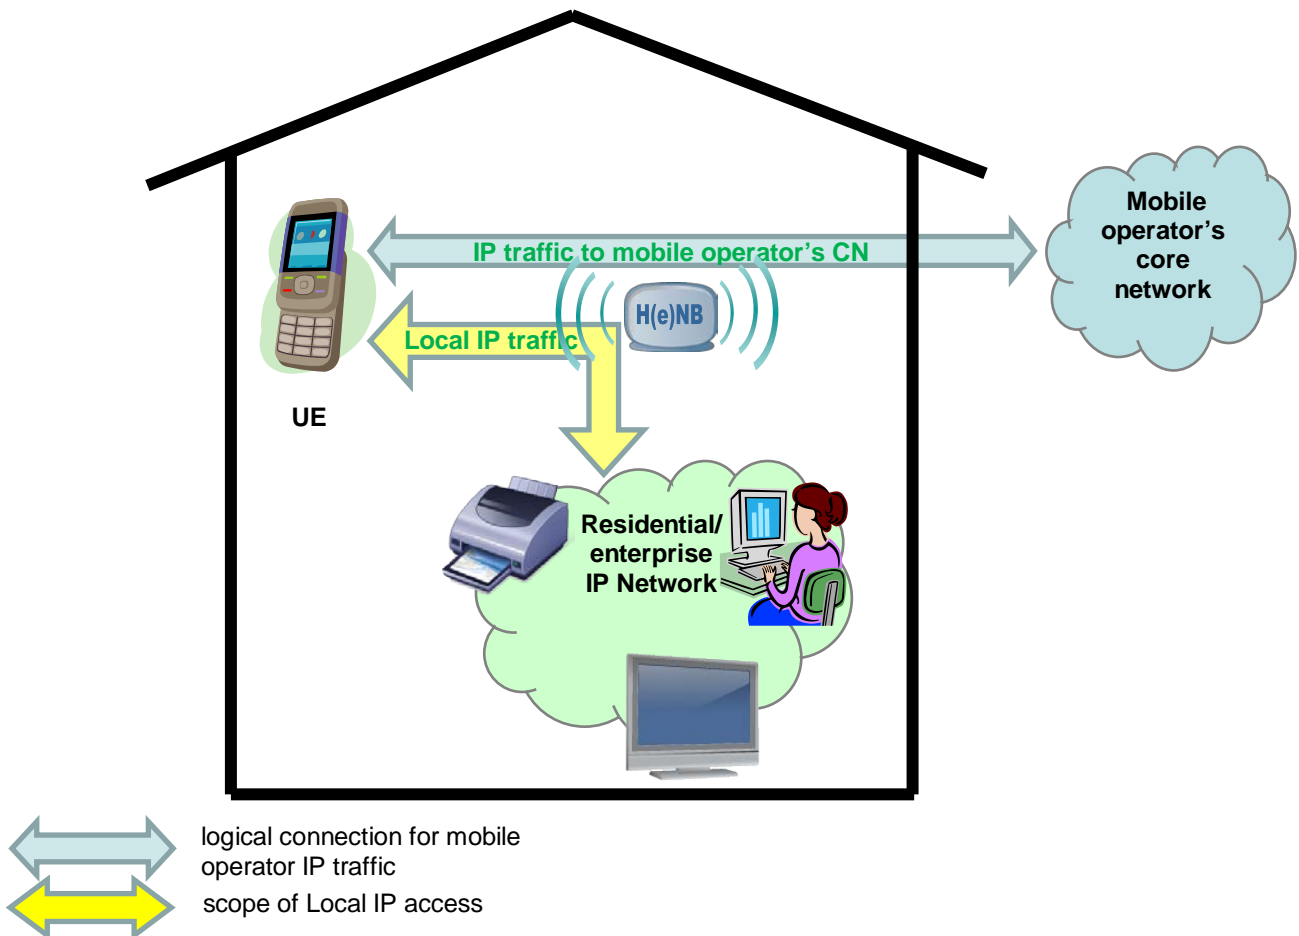 Mobile
operator’s
core
network
IP traffic to mobile operator’s CN
H(e)NB
Local IP traffic
UE
Residential/
enterprise
IP Network
logical connection for mobile
operator IP traffic
scope of Local IP access